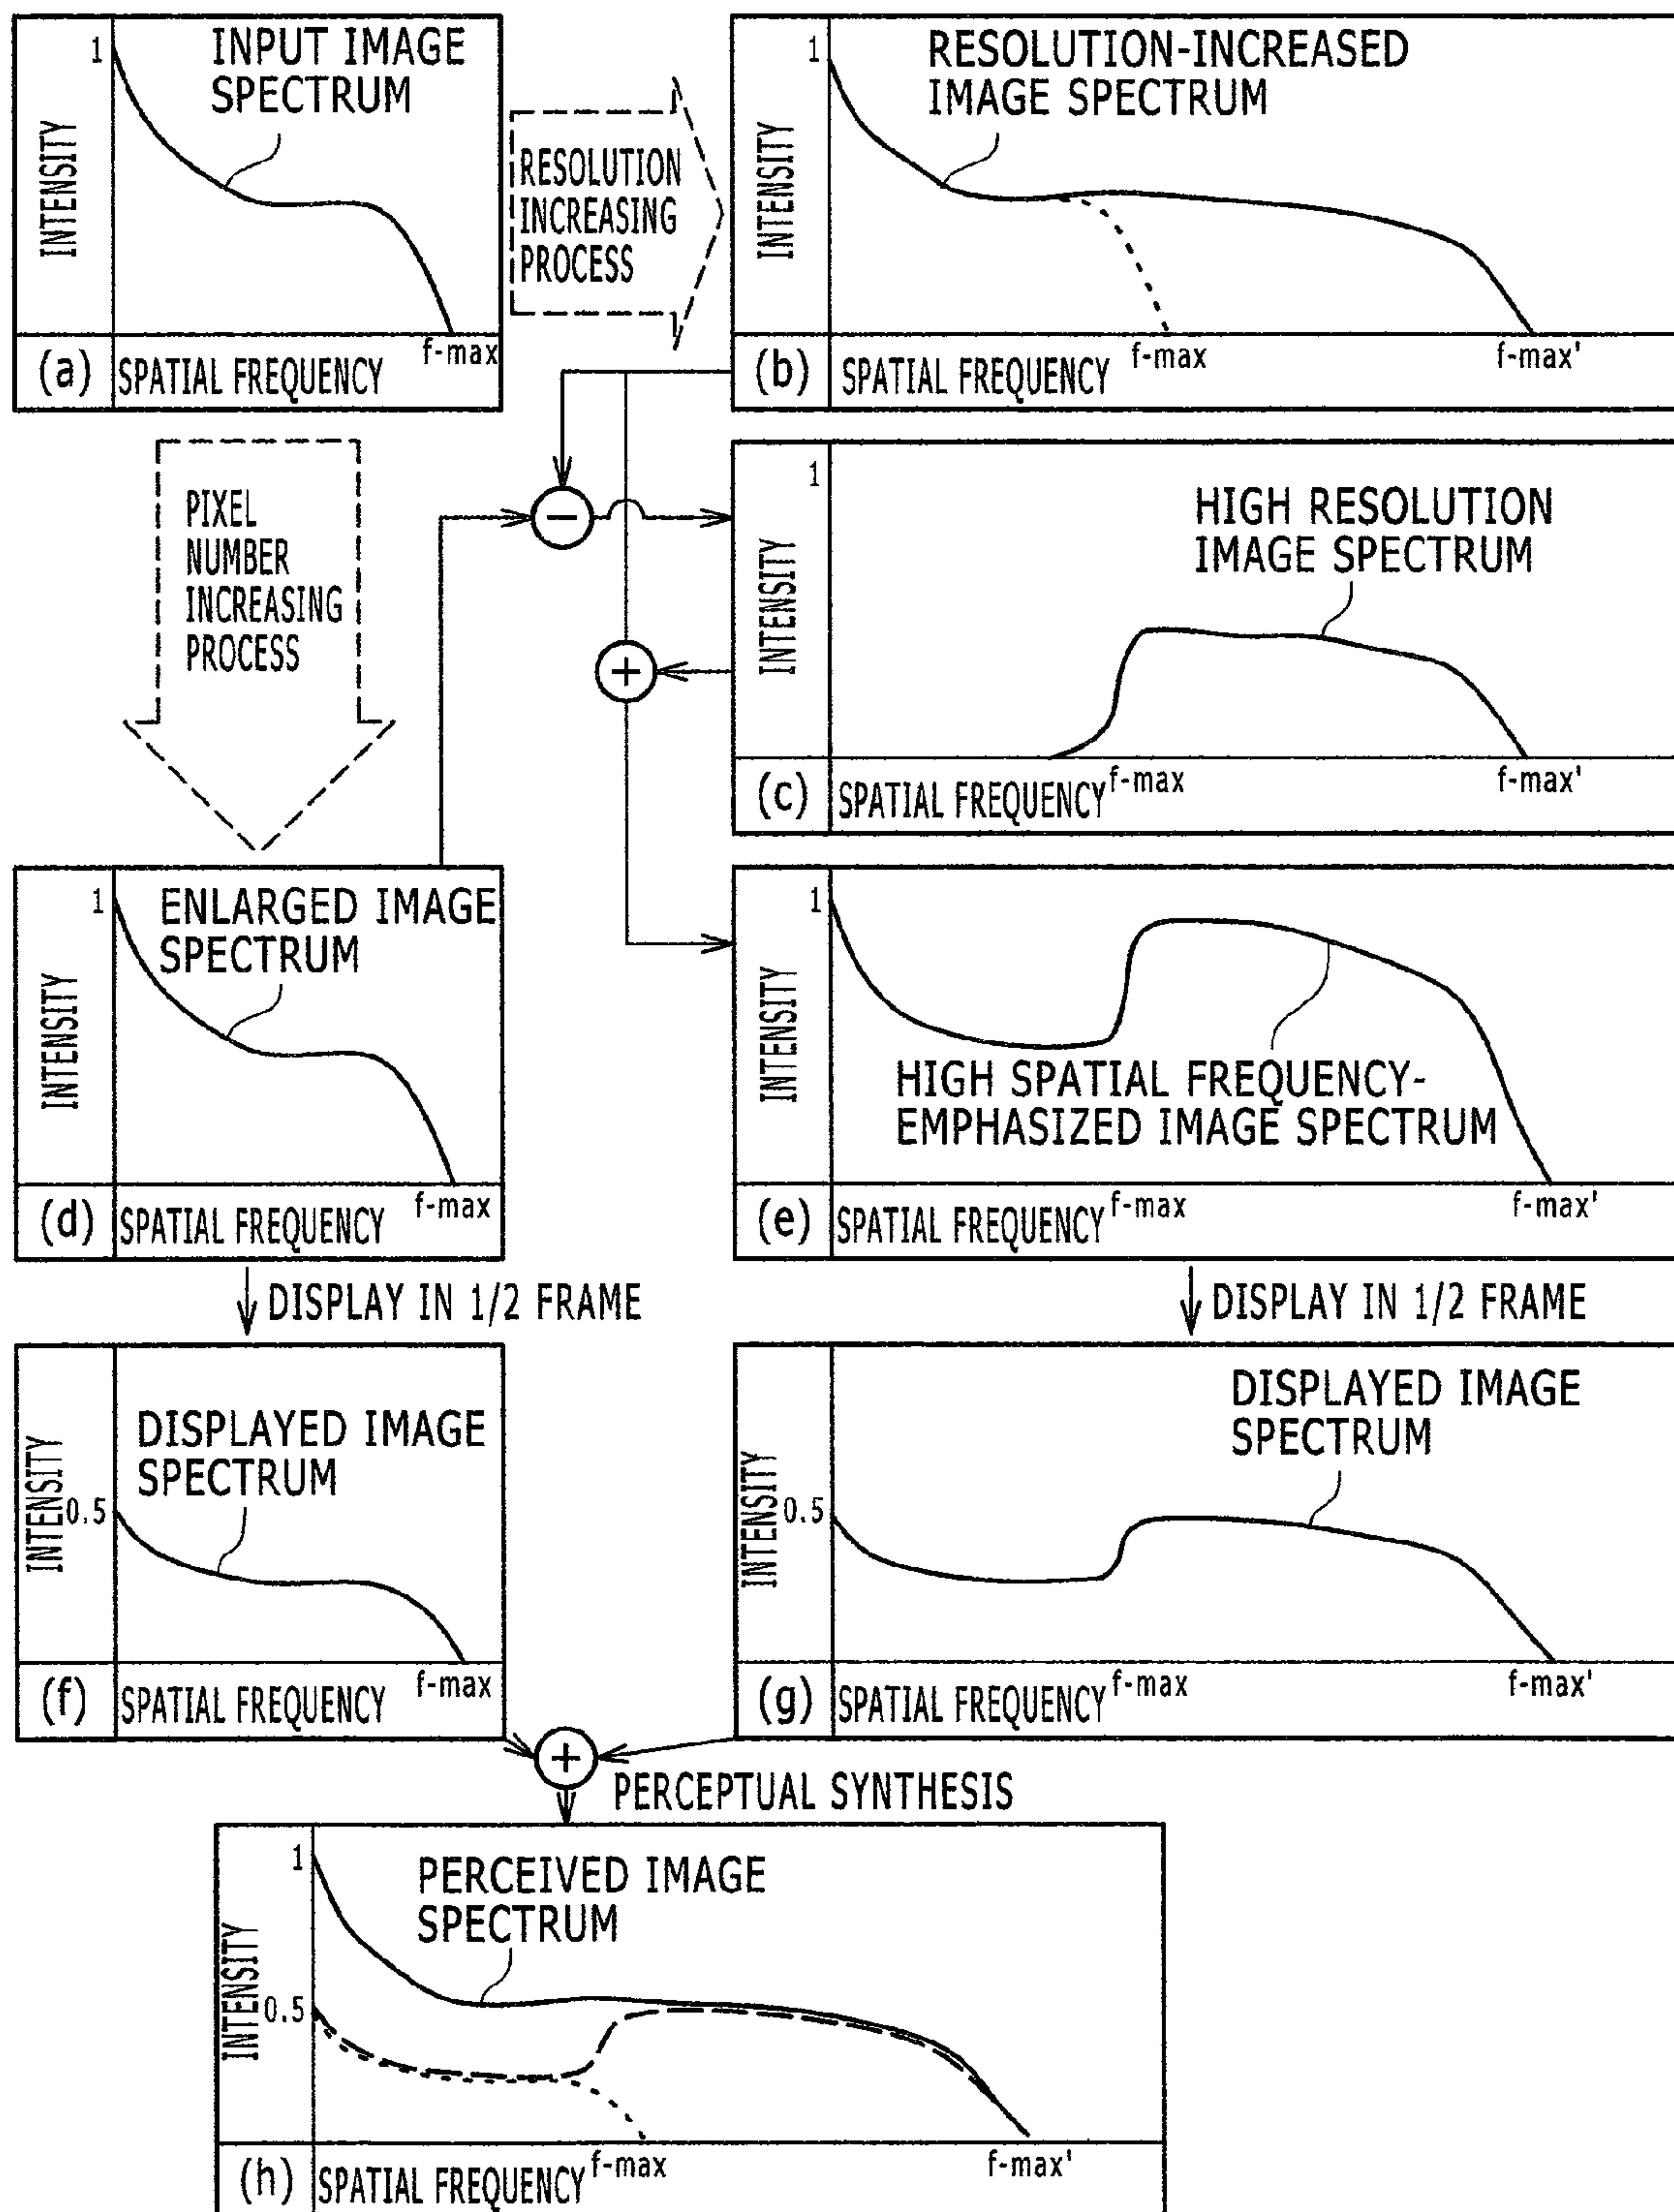 1
INPUT IMAGE
SPECTRUM
INTENSITY
(a)
SPATIAL FREQUENCY
f-max
RESOLUTION
INCREASING
PROCESS
1
RESOLUTION-INCREASED
IMAGE SPECTRUM
INTENSITY
(b)
SPATIAL FREQUENCY
f-max
f-max'
PIXEL
NUMBER
INCREASING
PROCESS
−
+
1
HIGH RESOLUTION
IMAGE SPECTRUM
INTENSITY
(c)
SPATIAL FREQUENCY
f-max
f-max'
1
ENLARGED IMAGE
SPECTRUM
INTENSITY
(d)
SPATIAL FREQUENCY
f-max
1
INTENSITY
HIGH SPATIAL FREQUENCY-
EMPHASIZED IMAGE SPECTRUM
(e)
SPATIAL FREQUENCY
f-max
f-max'
DISPLAY IN 1/2 FRAME
DISPLAY IN 1/2 FRAME
DISPLAYED IMAGE
SPECTRUM
INTENSITY
0.5
(f)
SPATIAL FREQUENCY
f-max
DISPLAYED IMAGE
SPECTRUM
INTENSITY
0.5
(g)
SPATIAL FREQUENCY
f-max
f-max'
+
PERCEPTUAL SYNTHESIS
1
PERCEIVED IMAGE
SPECTRUM
INTENSITY
0.5
(h)
SPATIAL FREQUENCY
f-max
f-max'